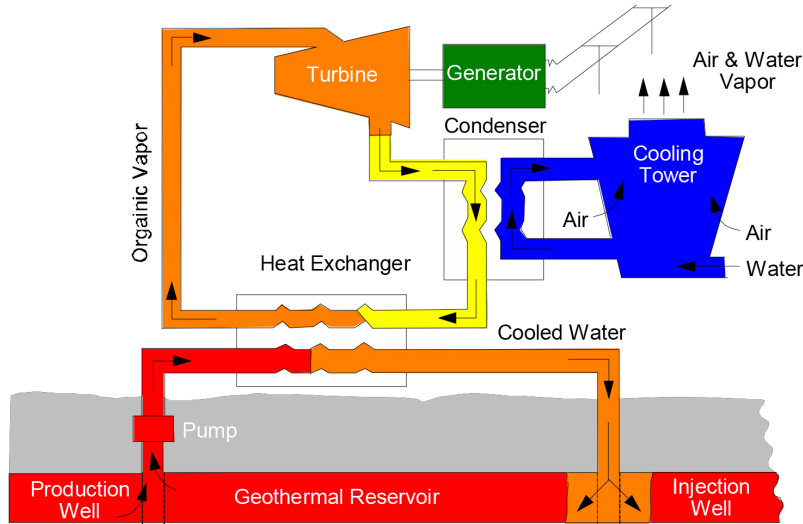 Turbine
Generator
Air & Water
Vapor
Condenser
Cooling
Tower
Orgainic Vapor
Air
Air
Heat Exchanger
Water
Cooled Water
Pump
Production
Well
Geothermal Reservoir
Injection
Well